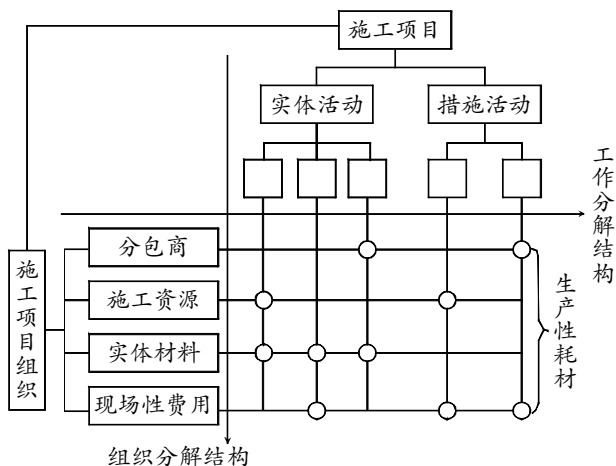 施工项目
实体活动
措施活动
工作分解结构
分包商
施工资源
实体材料
现场性费用
施工项目组织
生产性耗材
组织分解结构